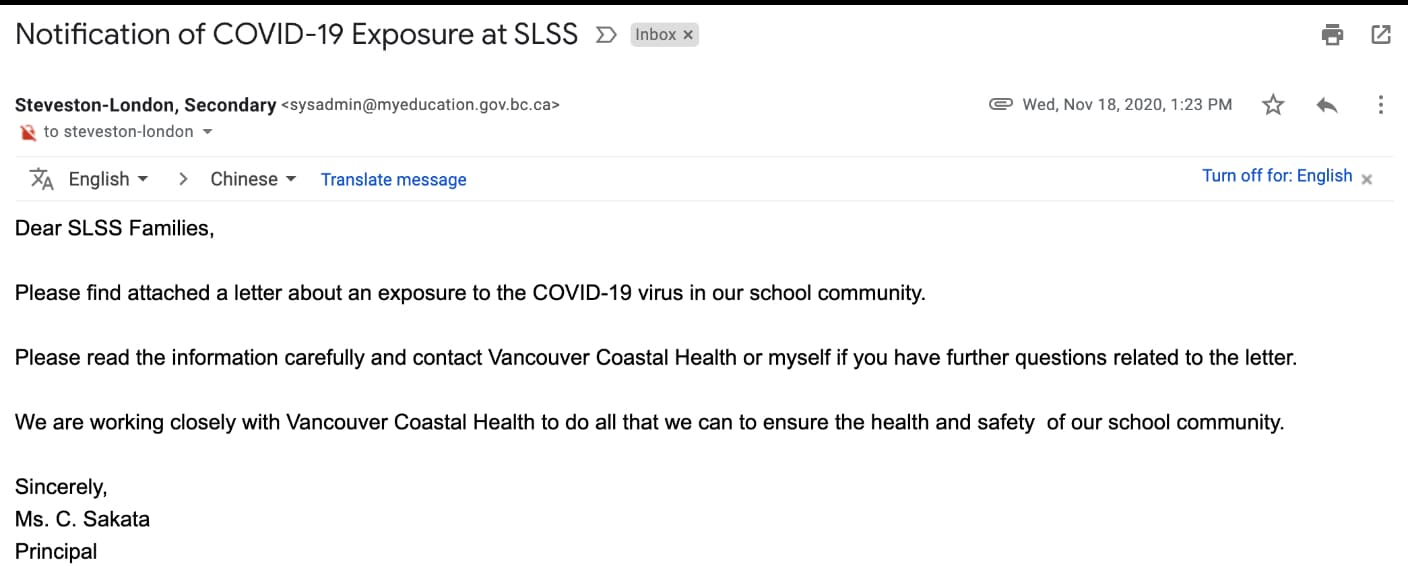 Notification of COVID-19 Exposure at SLSS Inbox ×
Steveston-London, Secondary <sysadmin@myeducation.gov.bc.ca> Wed, Nov 18, 2020, 1:23 PM
to steveston-london
English > Chinese Translate message Turn off for: English ×
Dear SLSS Families,
Please find attached a letter about an exposure to the COVID-19 virus in our school community.
Please read the information carefully and contact Vancouver Coastal Health or myself if you have further questions related to the letter.
We are working closely with Vancouver Coastal Health to do all that we can to ensure the health and safety  of our school community.
Sincerely,
Ms. C. Sakata
Principal